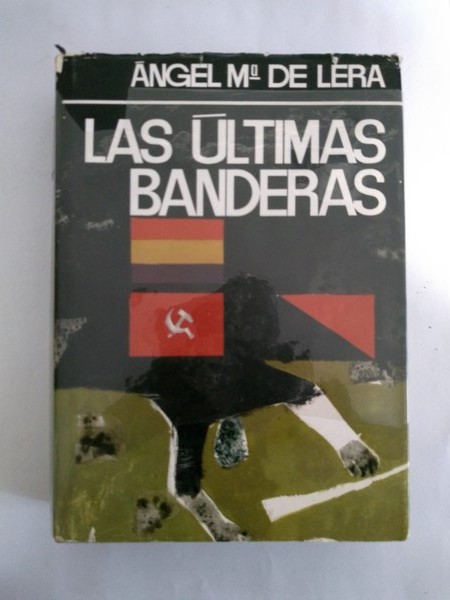 ÁNGEL Mª DE LERA
LAS ÚLTIMAS
BANDERAS